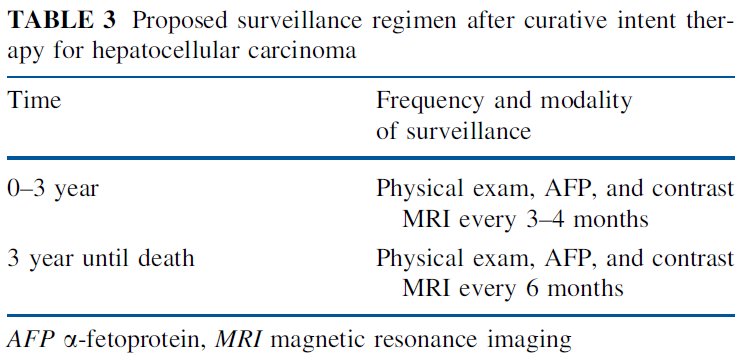 TABLE 3 Proposed surveillance regimen after curative intent ther-
apy for hepatocellular carcinoma
Time Frequency and modality
of surveillance
0–3 year Physical exam, AFP, and contrast
MRI every 3–4 months
3 year until death Physical exam, AFP, and contrast
MRI every 6 months
AFP α-fetoprotein, MRI magnetic resonance imaging